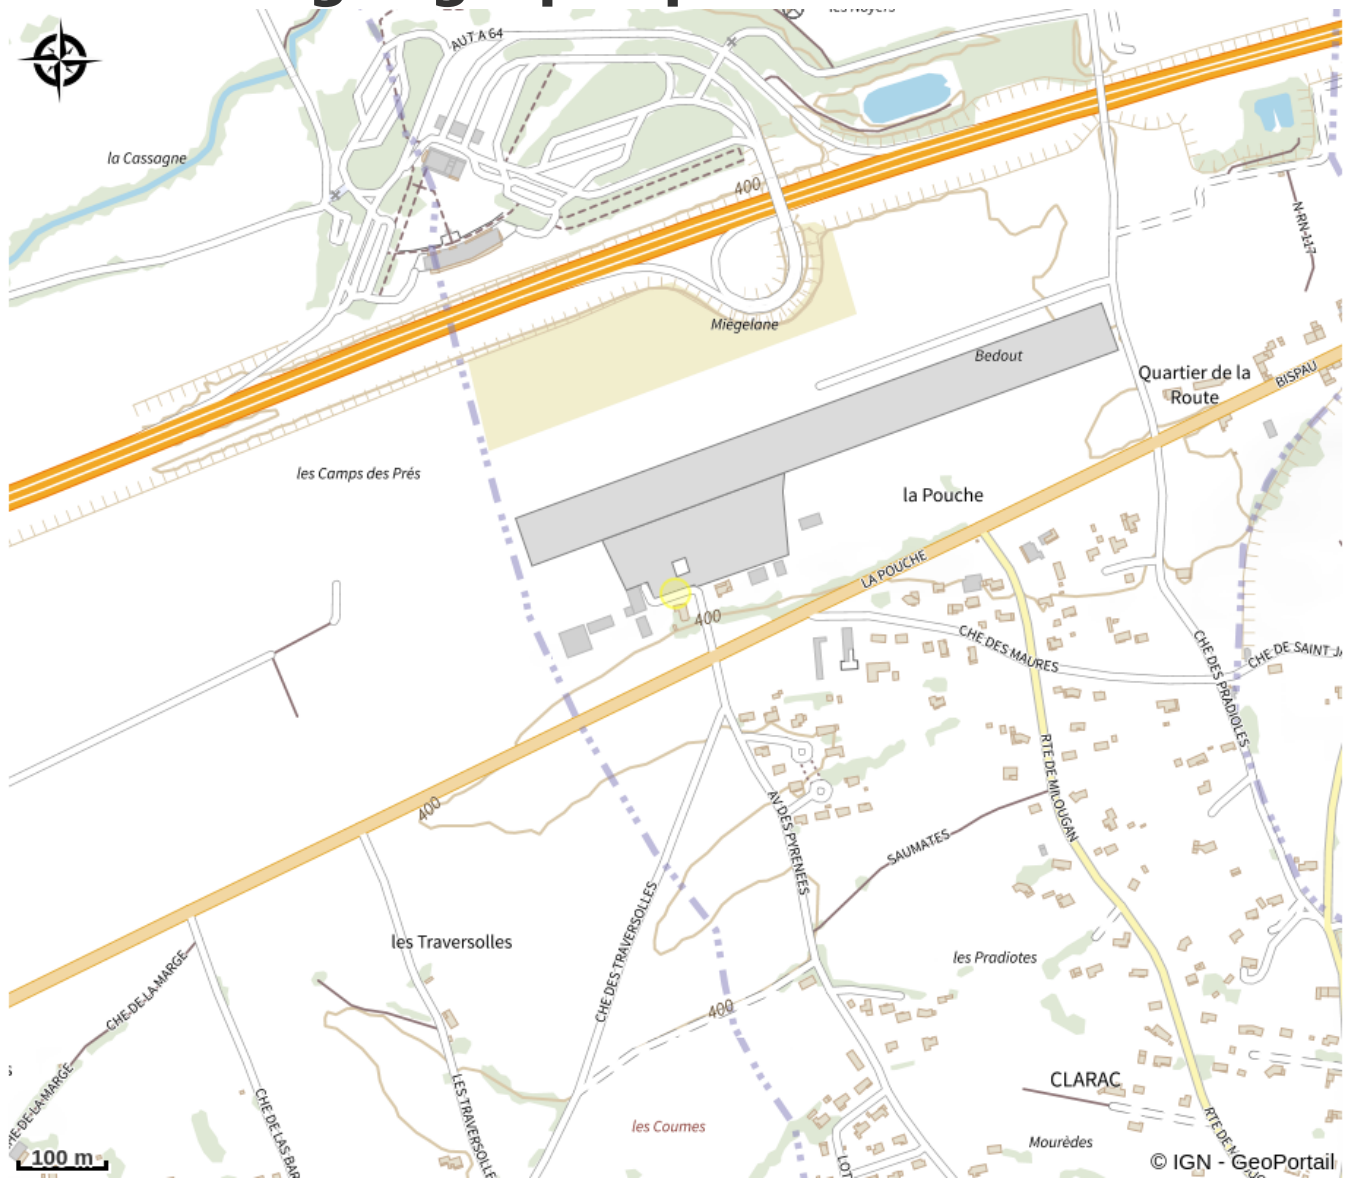 AUT A 64
la Cassagne
400
N-RN-117
Miègelane
Bedout
Quartier de la
Route
BISPAU
les Camps des Prés
la Pouche
LA POUCHE
400
CHE DES MAURES
CHE DES PRADIOLES
CHE DE SAINT-J
RTE DE MILOUGAN
400
AV DES PYRENEES
SAUMATES
CHE DES TRAVERSOLLES
les Traversolles
les Pradiotes
CHE-DE-LA-MARGE
400
HE-DE-LA-MARGE
CLARAC
CHE DE LAS BAR
LES TRAVERSOLLE
les Coumes
Mourèdes
LOT
100 m
© IGN - GeoPortail